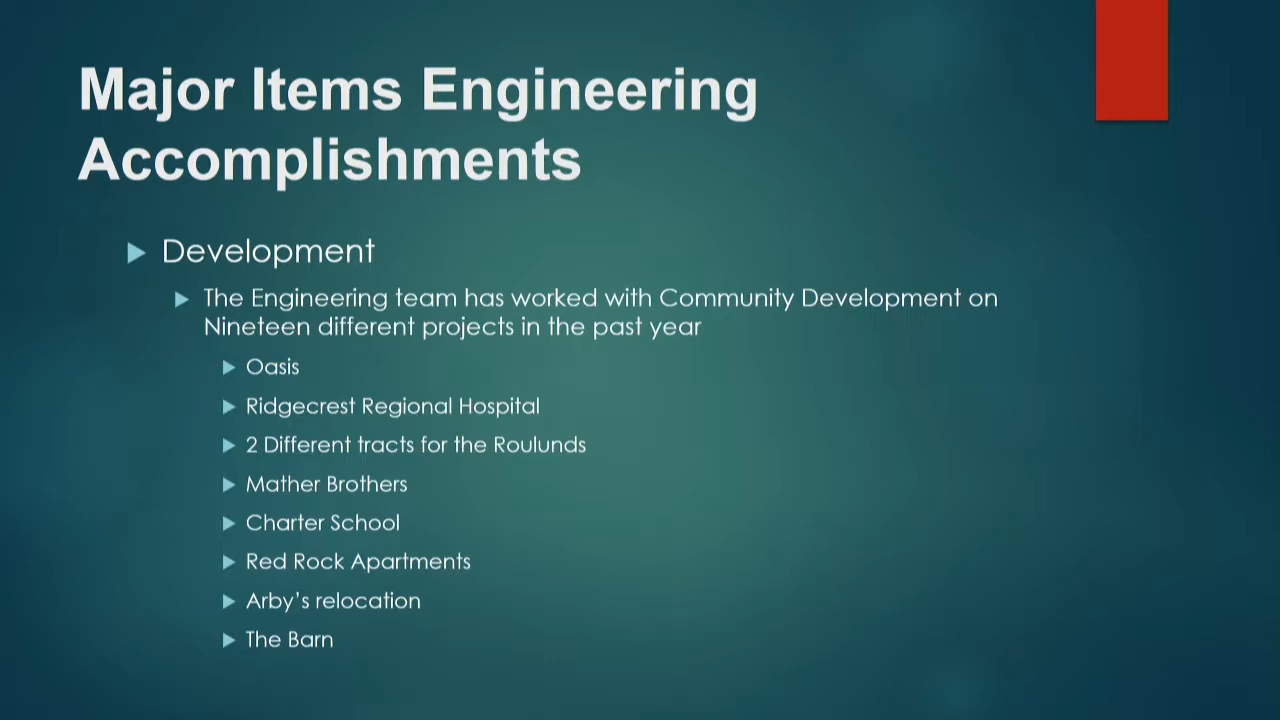 Major Items Engineering
Accomplishments
Development
The Engineering team has worked with Community Development on
Nineteen different projects in the past year
Oasis
Ridgecrest Regional Hospital
2 Different tracts for the Roulunds
Mather Brothers
Charter School
Red Rock Apartments
Arby’s relocation
The Barn